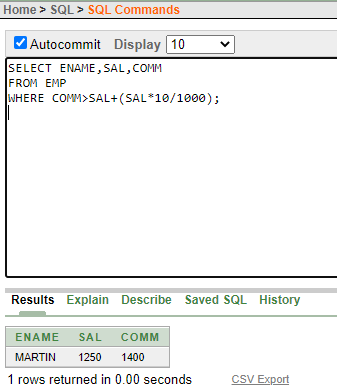 Home > SQL > SQL Commands
Autocommit Display 10
SELECT ENAME,SAL,COMM
FROM EMP
WHERE COMM>SAL+(SAL*10/1000);
Results Explain Describe Saved SQL History
ENAME SAL COMM
MARTIN 1250 1400
1 rows returned in 0.00 seconds CSV Export